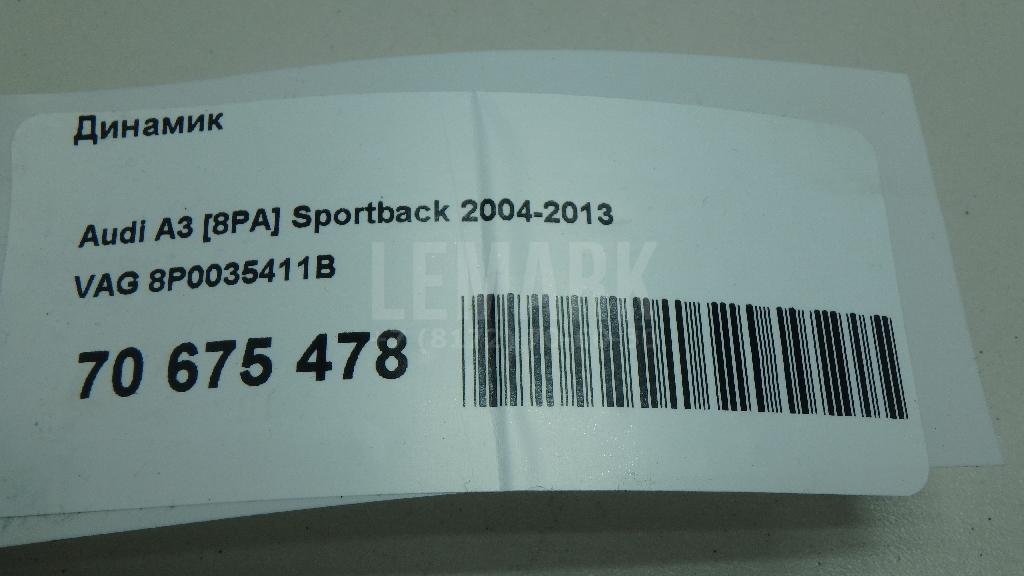 Динамик
Audi A3 [8PA] Sportback 2004-2013
VAG 8P0035411B
LEMARK
70 675 478